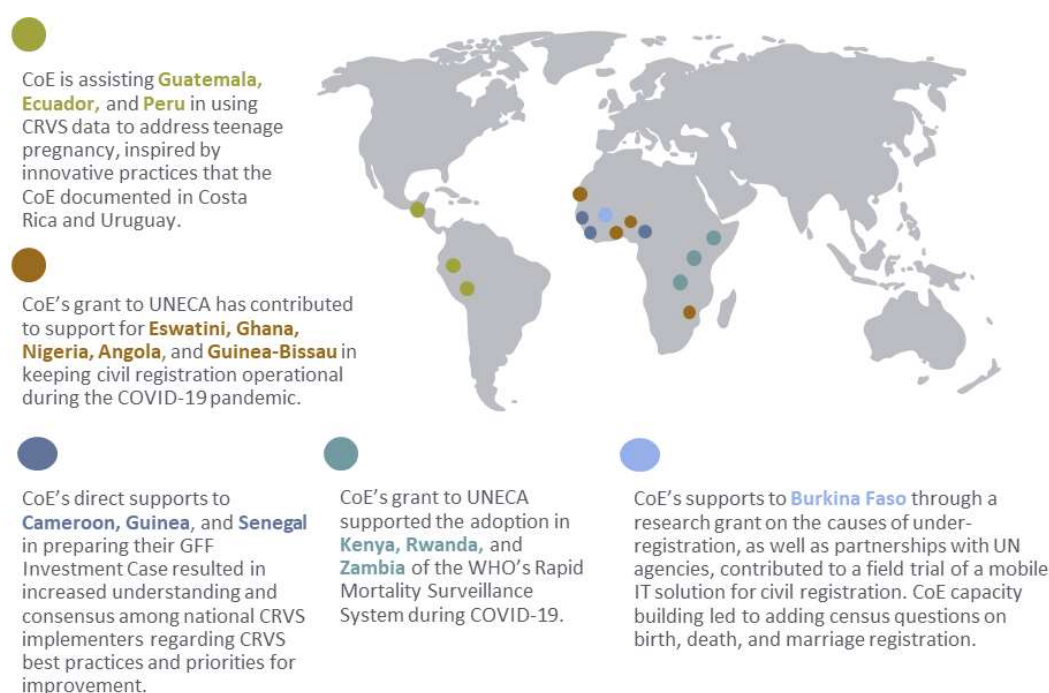 CoE is assisting Guatemala,
Ecuador, and Peru in using
CRVS data to address teenage
pregnancy, inspired by
innovative practices that the
CoE documented in Costa
Rica and Uruguay.
CoE's grant to UNECA has contributed
to support for Eswatini, Ghana,
Nigeria, Angola, and Guinea-Bissau in
keeping civil registration operational
during the COVID-19 pandemic.
CoE's direct supports to
Cameroon, Guinea, and Senegal
in preparing their GFF
Investment Case resulted in
increased understanding and
consensus among national CRVS
implementers regarding CRVS
best practices and priorities for
improvement.
CoE's grant to UNECA
supported the adoption in
Kenya, Rwanda, and
Zambia of the WHO's Rapid
Mortality Surveillance
System during COVID-19.
CoE's supports to Burkina Faso through a
research grant on the causes of under-
registration, as well as partnerships with UN
agencies, contributed to a field trial of a mobile
IT solution for civil registration. CoE capacity
building led to adding census questions on
birth, death, and marriage registration.